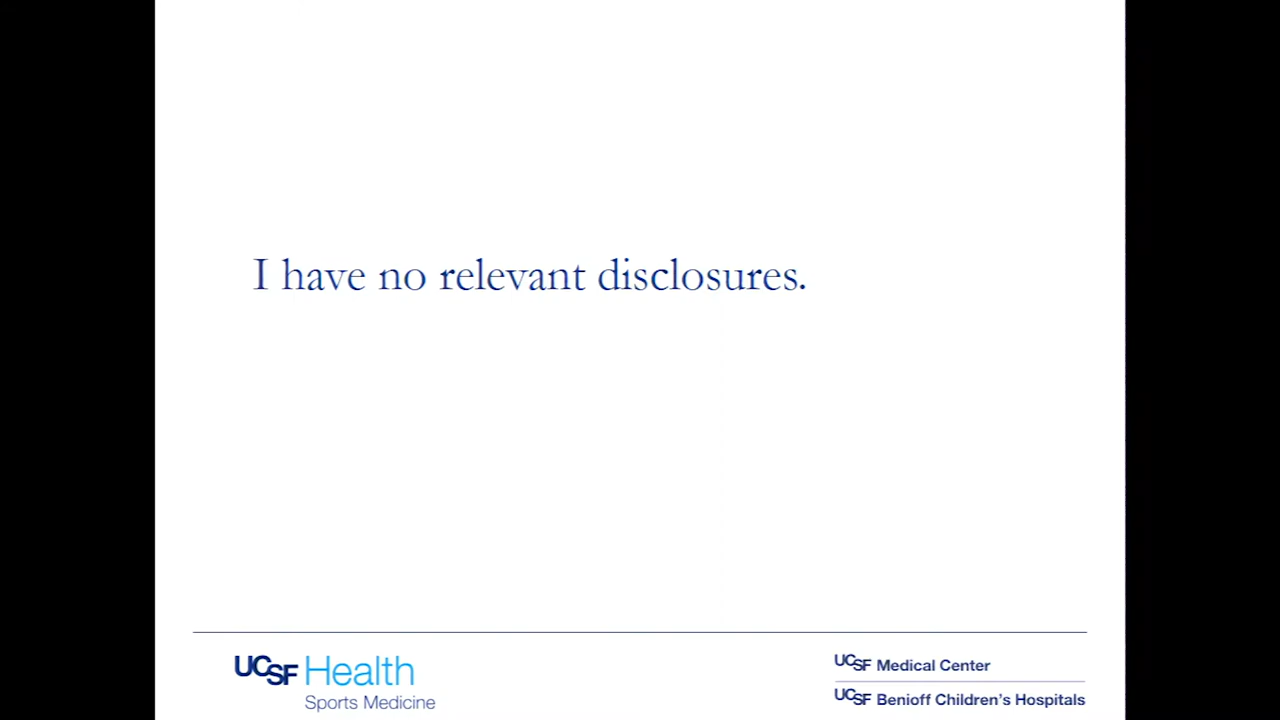 I have no relevant disclosures.
UCSF Health
Sports Medicine
UCSF Medical Center
UCSF Benioff Children's Hospitals